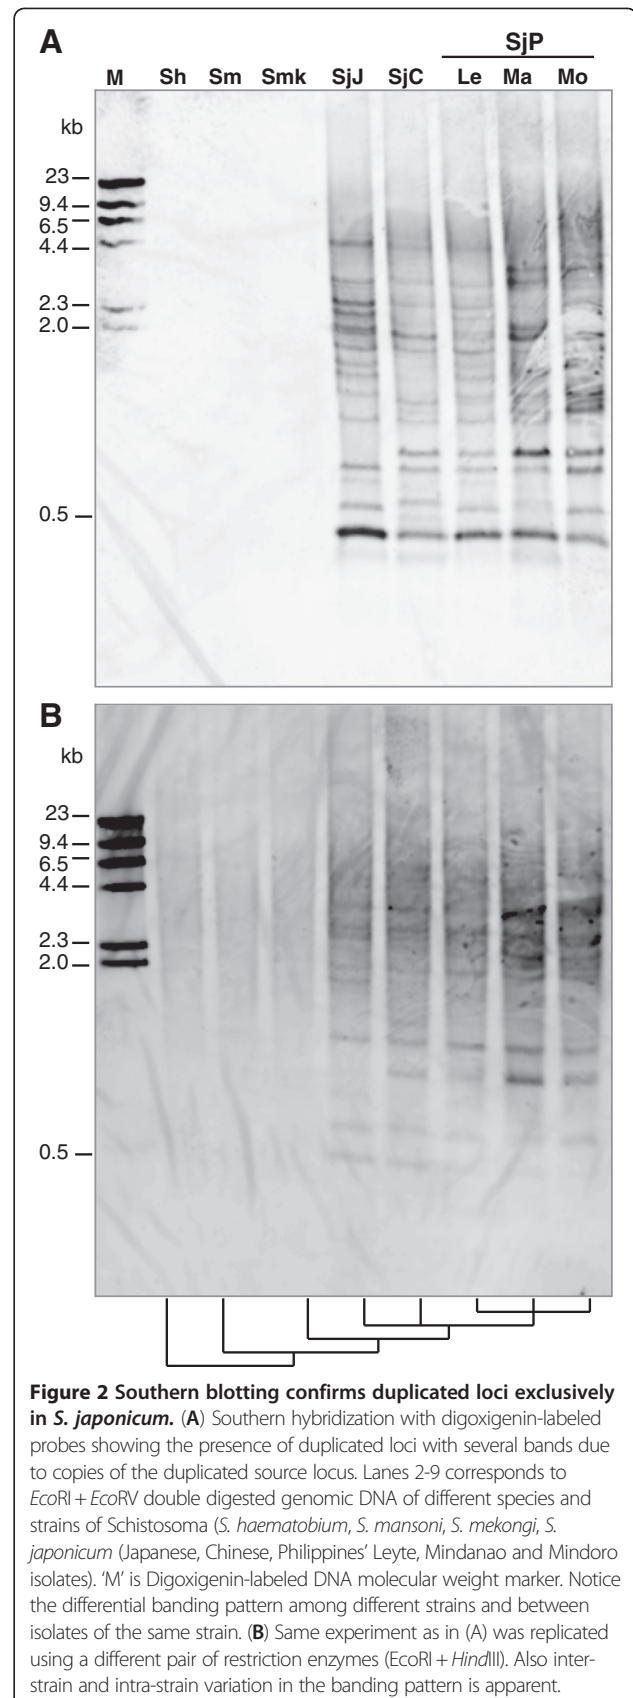 A
SjP
M Sh Sm Smk SjJ SjC Le Ma Mo
kb
23
9.4
6.5
4.4
2.3
2.0
0.5
B
kb
23
9.4
6.5
4.4
2.3
2.0
0.5
Figure 2 Southern blotting confirms duplicated loci exclusively
in S. japonicum. (A) Southern hybridization with digoxigenin-labeled
probes showing the presence of duplicated loci with several bands due
to copies of the duplicated source locus. Lanes 2-9 corresponds to
EcoRI + EcoRV double digested genomic DNA of different species and
strains of Schistosoma (S. haematobium, S. mansoni, S. mekongi, S.
japonicum (Japanese, Chinese, Philippines’ Leyte, Mindanao and Mindoro
isolates). ‘M’ is Digoxigenin-labeled DNA molecular weight marker. Notice
the differential banding pattern among different strains and between
isolates of the same strain. (B) Same experiment as in (A) was replicated
using a different pair of restriction enzymes (EcoRI + HindIII). Also inter-
strain and intra-strain variation in the banding pattern is apparent.